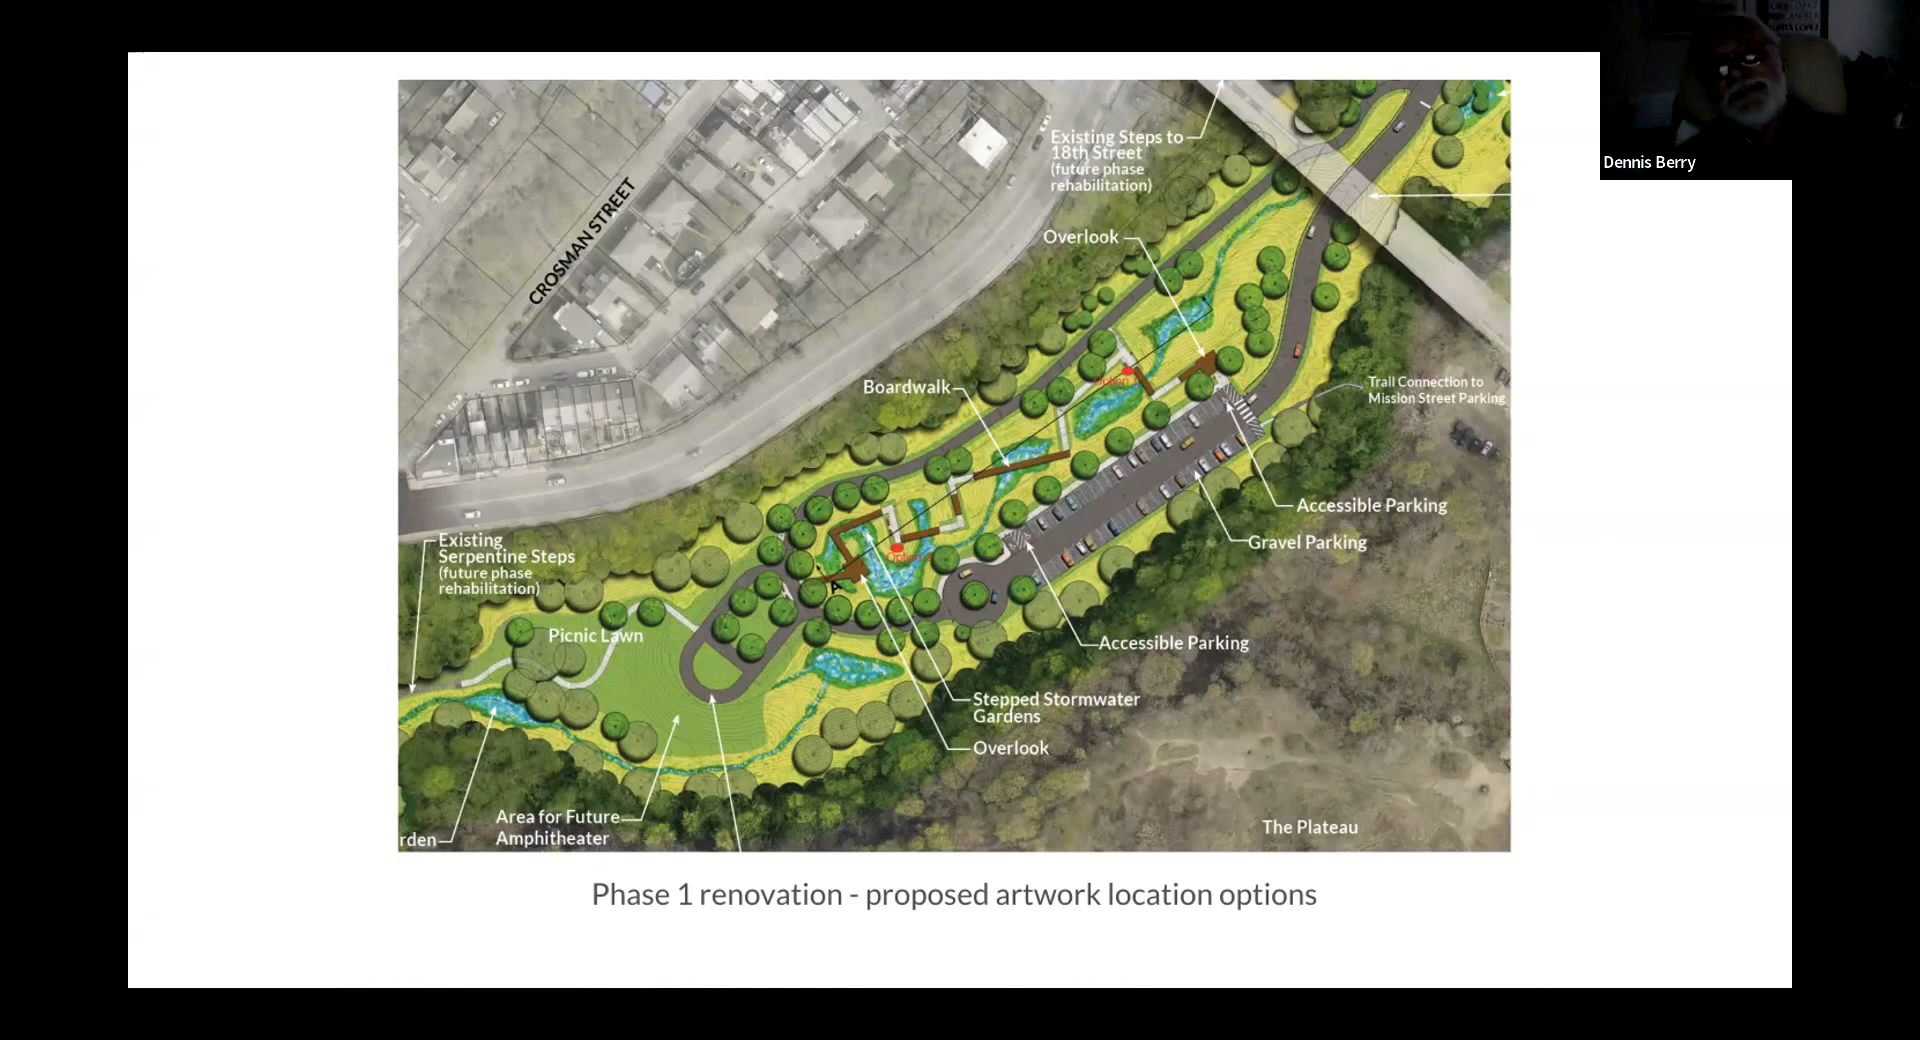 Dennis Berry
Existing Steps to
18th Street
(future phase
rehabilitation)
CROSMAN STREET
Overlook
Boardwalk
Trail Connection to
Mission Street Parking
Accessible Parking
Gravel Parking
Existing
Serpentine Steps
(future phase
rehabilitation)
A
Picnic Lawn
Accessible Parking
Stepped Stormwater
Gardens
Overlook
Area for Future
Amphitheater
rden
The Plateau
Phase 1 renovation - proposed artwork location options